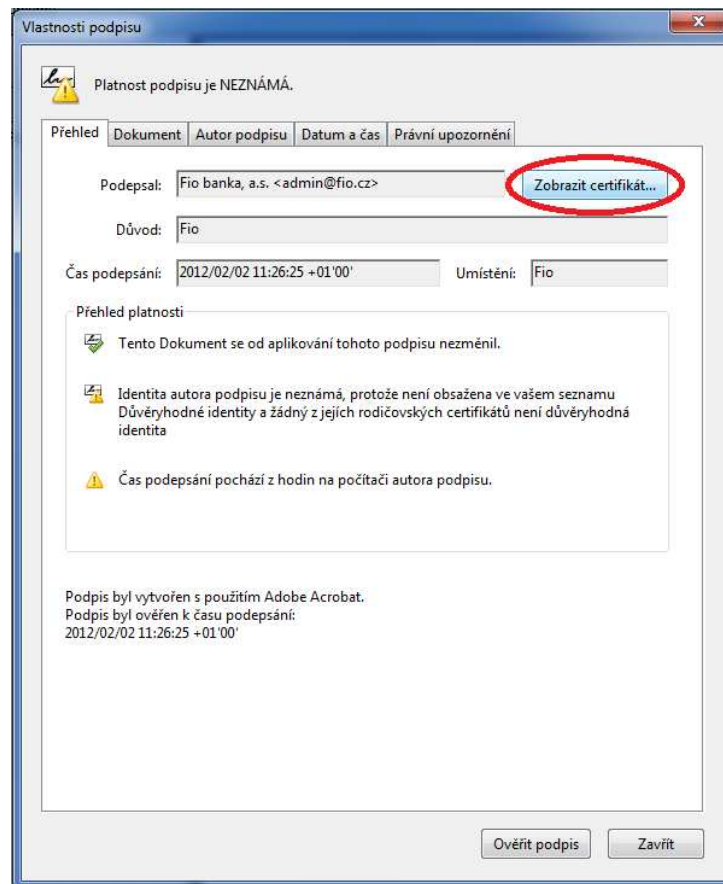 Vlastnosti podpisu
Platnost podpisu je NEZNÁMÁ.
Přehled Dokument Autor podpisu Datum a čas Právní upozornění
Podepsal: Fio banka, a.s. <admin@fio.cz> Zobrazit certifikát...
Důvod: Fio
Čas podepsání: 2012/02/02 11:26:25 +01'00' Umístění: Fio
Přehled platnosti
Tento Dokument se od aplikování tohoto podpisu nezměnil.
Identita autora podpisu je neznámá, protože není obsažena ve vašem seznamu
Důvěryhodné identity a žádný z jejích rodičovských certifikátů není důvěryhodná
identita
Čas podepsání pochází z hodin na počítači autora podpisu.
Podpis byl vytvořen s použitím Adobe Acrobat.
Podpis byl ověřen k času podepsání:
2012/02/02 11:26:25 +01'00'
Ověřit podpis Zavřít